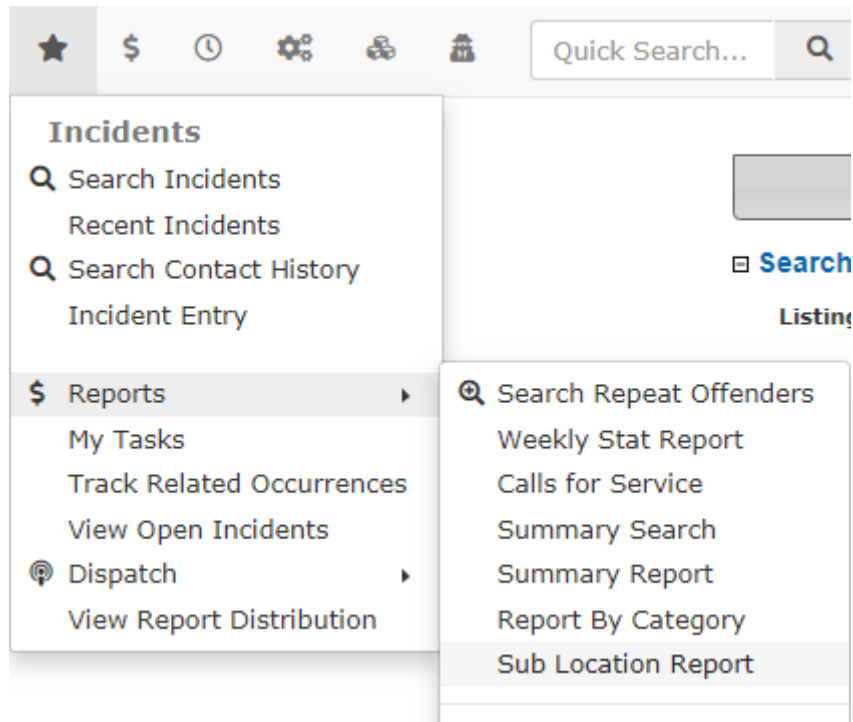 Quick Search...
Incidents
Search Incidents
Recent Incidents
Search Contact History
Incident Entry
Reports
My Tasks
Track Related Occurrences
View Open Incidents
Dispatch
View Report Distribution
Search Repeat Offenders
Weekly Stat Report
Calls for Service
Summary Search
Summary Report
Report By Category
Sub Location Report
Search
Listing